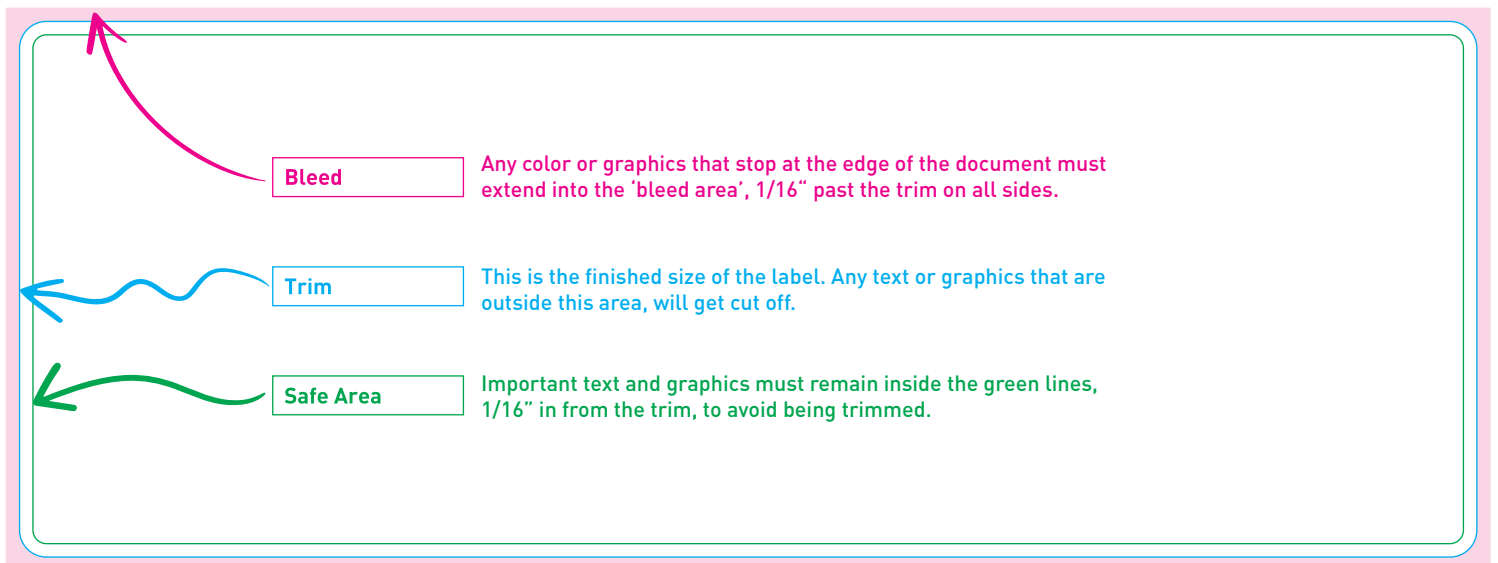 Bleed
Any color or graphics that stop at the edge of the document must
extend into the ‘bleed area’, 1/16“ past the trim on all sides.
Trim
This is the finished size of the label. Any text or graphics that are
outside this area, will get cut off.
Safe Area
Important text and graphics must remain inside the green lines,
1/16” in from the trim, to avoid being trimmed.